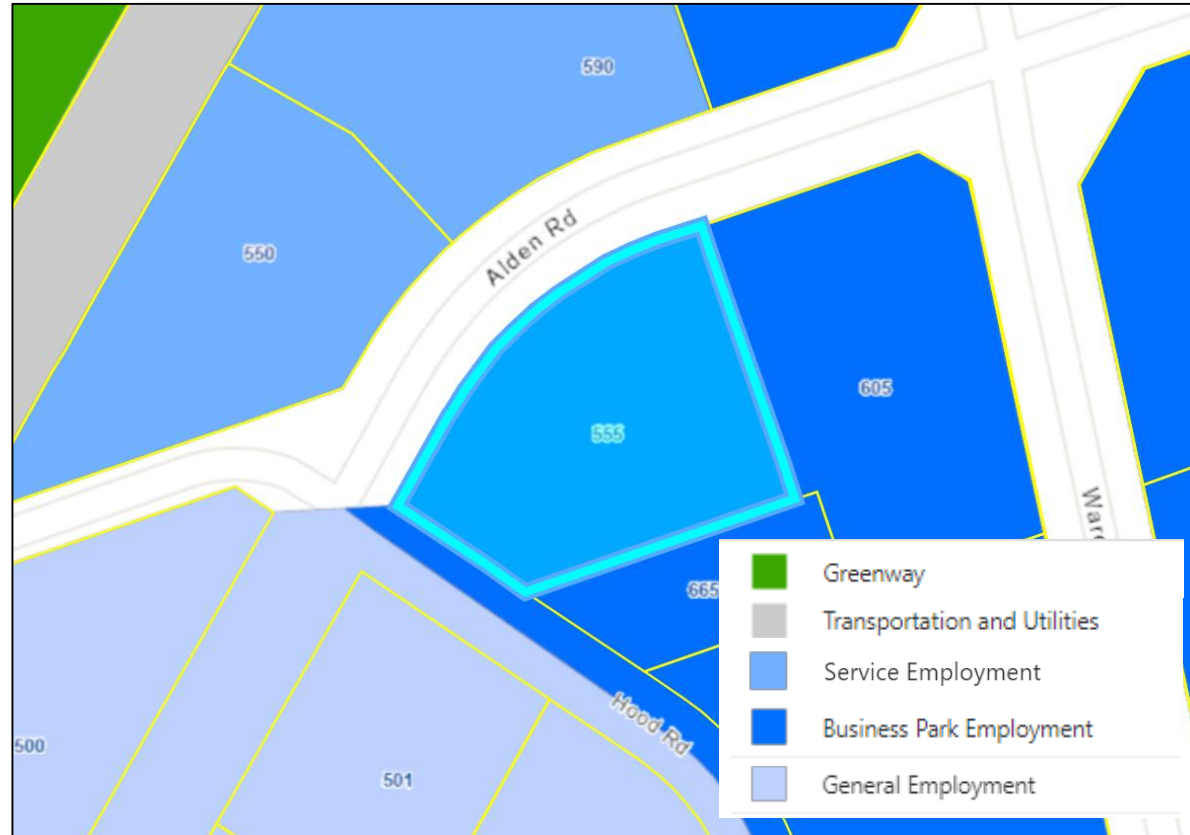 590
550
Alden Rd
605
555
Ward
665
Hood Rd
500
501
Greenway
Transportation and Utilities
Service Employment
Business Park Employment
General Employment